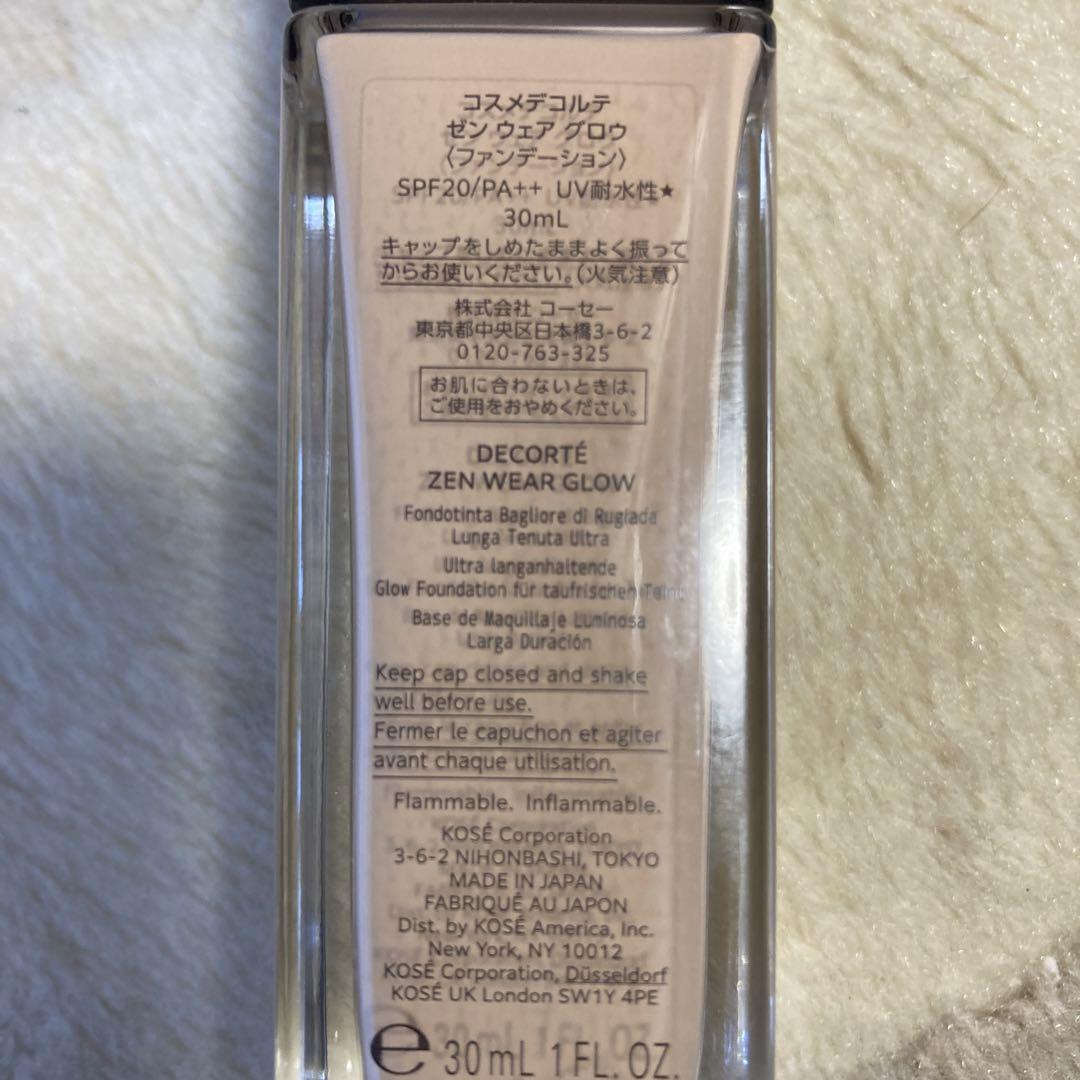 コスメデコルテ
ゼン ウェア グロウ
〈ファンデーション〉
SPF20/PA++ UV耐水性★
30mL
キャップをしめたままよく振って
からお使いください。(火気注意)
株式会社 コーセー
東京都中央区日本橋3-6-2
0120-763-325
お肌に合わないときは、
ご使用をおやめください。
DECORTÉ
ZEN WEAR GLOW
Fondotinta Bagliore di Rugiada
Lunga Tenuta Ultra
Ultra langanhaltende
Glow Foundation für taufrischen Teint
Base de Maquillaje Luminosa
Larga Duración
Keep cap closed and shake
well before use.
Fermer le capuchon et agiter
avant chaque utilisation.
Flammable. Inflammable.
KOSÉ Corporation
3-6-2 NIHONBASHI, TOKYO
MADE IN JAPAN
FABRIQUÉ AU JAPON
Dist. by KOSÉ America, Inc.
New York, NY 10012
KOSÉ Corporation, Düsseldorf
KOSÉ UK London SW1Y 4PE
℮ 30mL 1 FL. OZ.